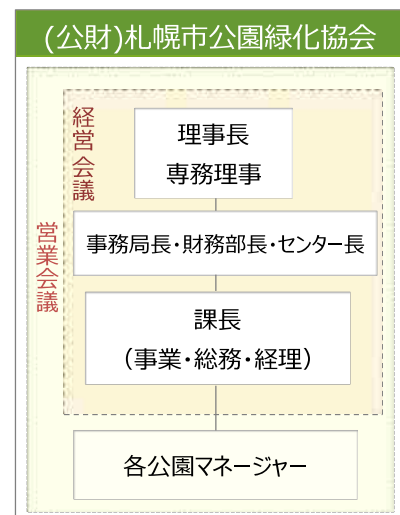 (公財)札幌市公園緑化協会
経営会議
理事長
専務理事
営業会議
事務局長・財務部長・センター長
課長
（事業・総務・経理）
各公園マネージャー